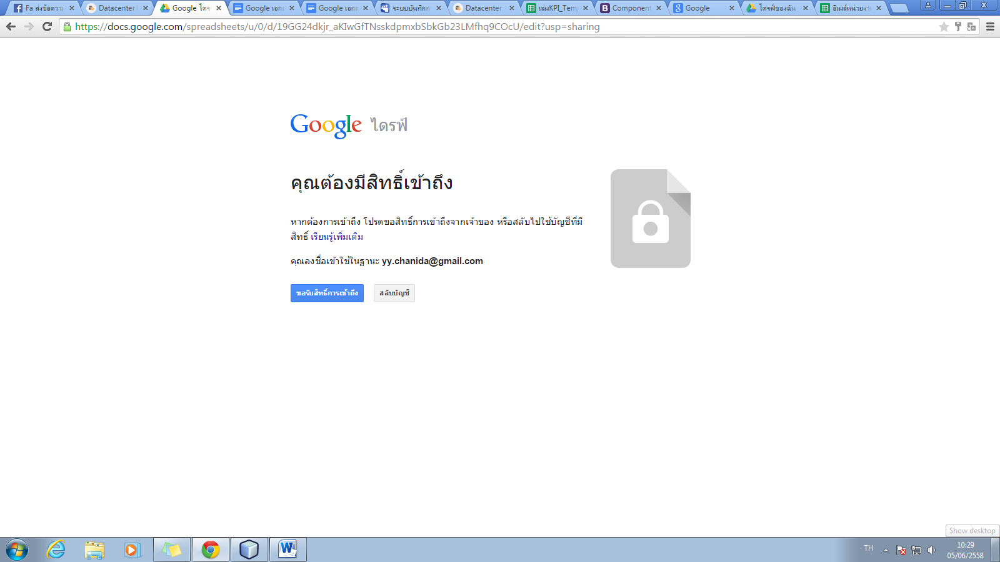 Fa ส่งข้อความ
Datacenter
Google ไดร
Google เอกส
Google เอกส
ระบบบันทึกกา
Datacenter
เล่มKPI_Temp
Component
Google
ไดรฟ์ของฉัน
อีเมล์หน่วยงา
https://docs.google.com/spreadsheets/u/0/d/19GG24dkjr_aKIwGfTNsskdpmxbSbkGb23LMfhq9COcU/edit?usp=sharing
Google ไดรฟ์
คุณต้องมีสิทธิ์เข้าถึง
หากต้องการเข้าถึง โปรดขอสิทธิ์การเข้าถึงจากเจ้าของ หรือสลับไปใช้บัญชีที่มี
สิทธิ์ เรียนรู้เพิ่มเติม
คุณลงชื่อเข้าใช้ในฐานะ yy.chanida@gmail.com
ขอรับสิทธิ์การเข้าถึง
สลับบัญชี
Show desktop
TH
10:29
05/06/2558